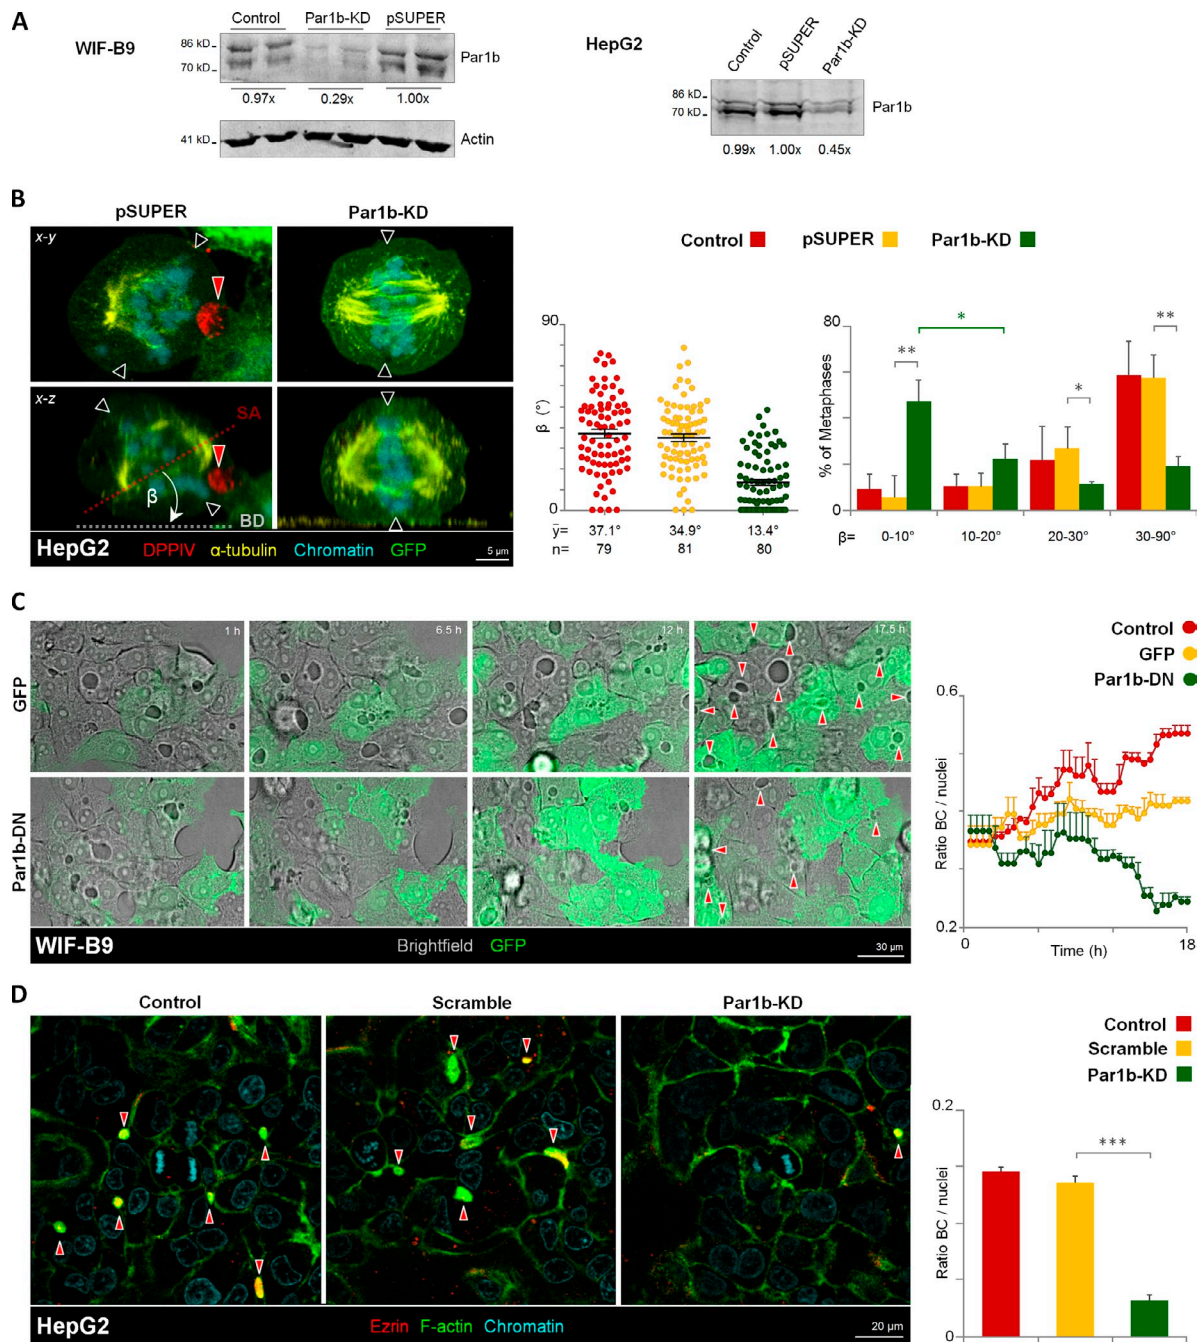 A
WIF-B9
Control Par1b-KD pSUPER
86 kD
70 kD
Par1b
0.97x 0.29x 1.00x
41 kD
Actin
HepG2
Control pSUPER Par1b-KD
86 kD
70 kD
Par1b
0.99x 1.00x 0.45x
B
pSUPER Par1b-KD
x-y
x-z
SA
β
BD
HepG2 DPPIV α-tubulin Chromatin GFP 5 µm
Control pSUPER Par1b-KD
90
β (°)
0
ȳ= 37.1° 34.9° 13.4°
n= 79 81 80
80
% of Metaphases
0
** * * **
β= 0-10° 10-20° 20-30° 30-90°
C
GFP
1 h 6.5 h 12 h 17.5 h
Par1b-DN
WIF-B9 Brightfield GFP 30 µm
Control
GFP
Par1b-DN
0.6
Ratio BC / nuclei
0.2
0 Time (h) 18
D
Control Scramble Par1b-KD
HepG2 Ezrin F-actin Chromatin 20 µm
Control
Scramble
Par1b-KD
0.2
Ratio BC / nuclei
***
0